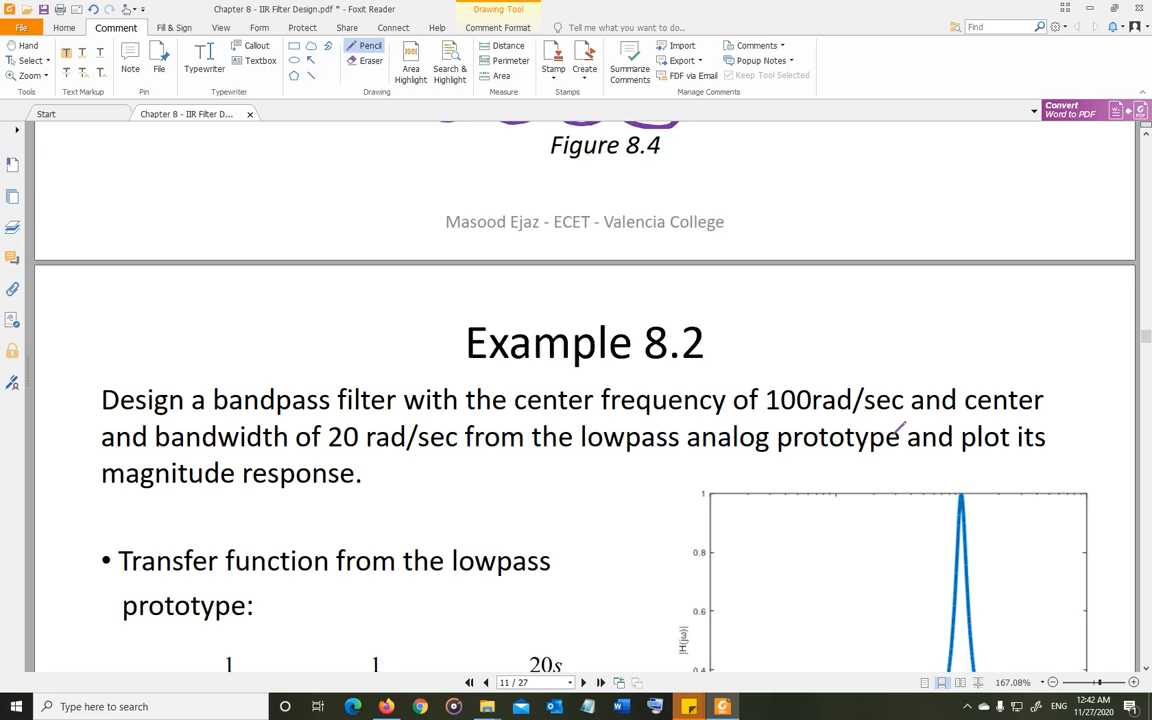 Chapter 8 - IIR Filter Design.pdf * - Foxit Reader
Drawing Tool
File Home Comment Fill & Sign View Form Protect Share Connect Help Comment Format Tell me what you want to do.. Find
Hand
Select
Zoom
Tools
Text Markup
Note
File
Pin
Typewriter
Callout
Textbox
Typewriter
Pencil
Eraser
Area Highlight
Search & Highlight
Drawing
Distance
Perimeter
Area
Measure
Stamp
Create
Stamps
Summarize Comments
Import
Export
FDF via Email
Comments
Popup Notes
Keep Tool Selected
Manage Comments
Start
Chapter 8 - IIR Filter D...
Convert
Word to PDF
Figure 8.4
Masood Ejaz - ECET - Valencia College
Example 8.2
Design a bandpass filter with the center frequency of 100rad/sec and center
and bandwidth of 20 rad/sec from the lowpass analog prototype and plot its
magnitude response.
• Transfer function from the lowpass
prototype:
1 1 20s
1
0.8
0.6
0.4
|H(jω)|
11 / 27
167.08%
Type here to search
ENG
12:42 AM
11/27/2020